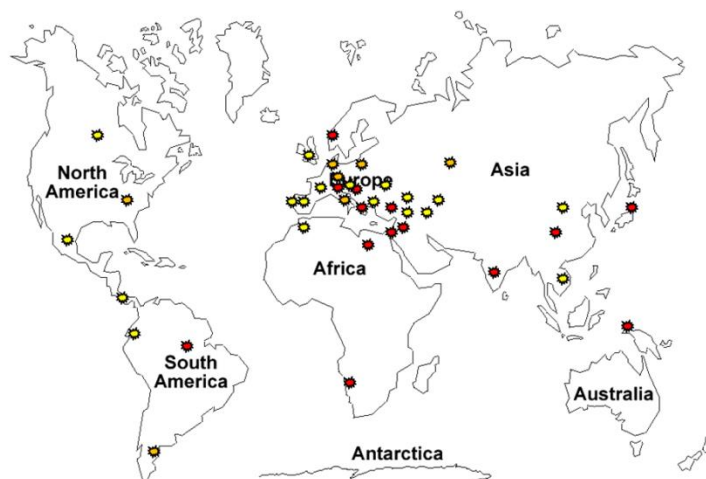 North
America
Europe
Asia
Africa
South
America
Australia
Antarctica